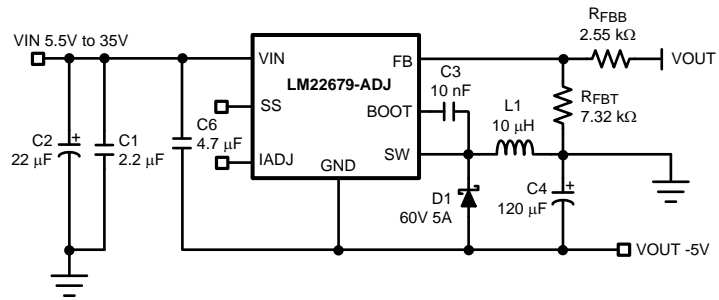 VIN 5.5V to 35V
C2
22 μF
+
C1
2.2 μF
C6
4.7 μF
VIN
LM22679-ADJ
SS
IADJ
GND
FB
BOOT
SW
C3
10 nF
L1
10 μH
D1
60V 5A
RFBB
2.55 kΩ
VOUT
RFBT
7.32 kΩ
C4
120 μF
+
VOUT -5V